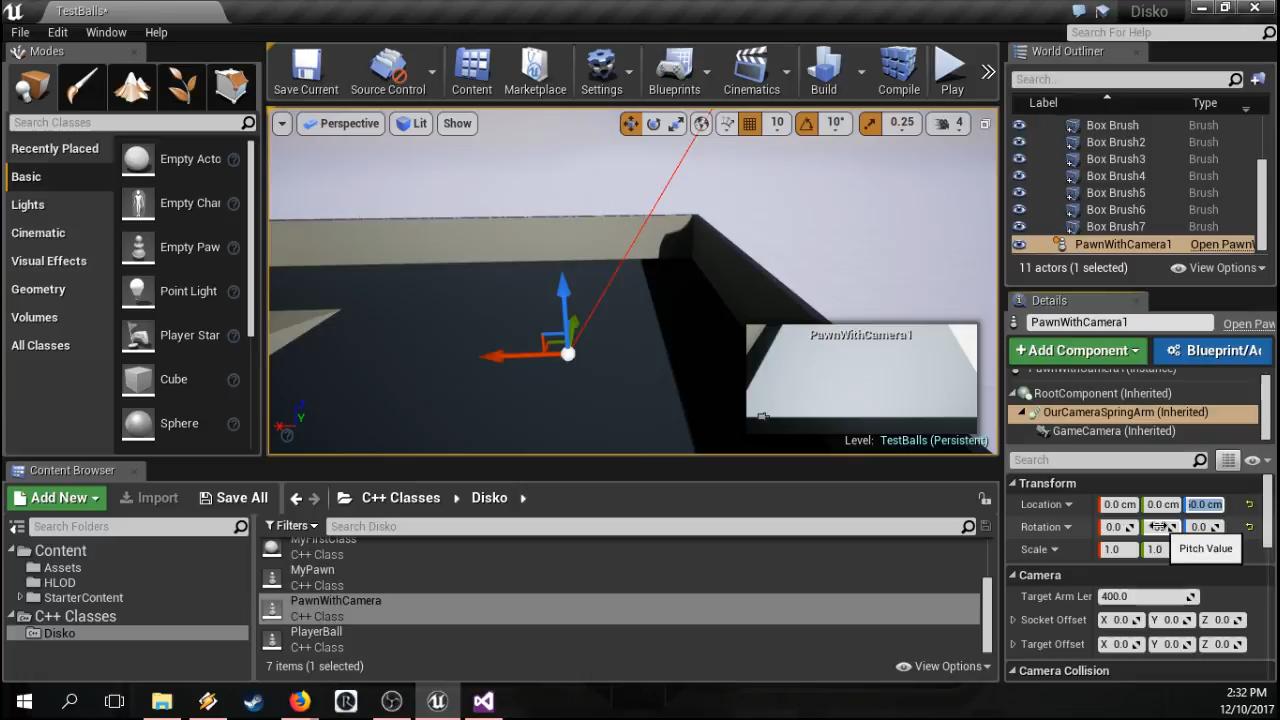 TestBalls*
Disko
File Edit Window Help
Search For Help
Modes
Search Classes
Recently Placed
Basic
Lights
Cinematic
Visual Effects
Geometry
Volumes
All Classes
Empty Acto
Empty Char
Empty Paw
Point Light
Player Star
Cube
Sphere
Save Current
Source Control
Content
Marketplace
Settings
Blueprints
Cinematics
Build
Compile
Play
Perspective
Lit
Show
10
10°
0.25
4
PawnWithCamera1
Level: TestBalls (Persistent)
World Outliner
Search...
Label Type
Box Brush Brush
Box Brush2 Brush
Box Brush3 Brush
Box Brush4 Brush
Box Brush5 Brush
Box Brush6 Brush
Box Brush7 Brush
PawnWithCamera1 Open Pawn
11 actors (1 selected) View Options
Details
PawnWithCamera1
Open Paw
Add Component
Blueprint/A
PawnWithCamera1(Instance)
RootComponent (Inherited)
OurCameraSpringArm (Inherited)
GameCamera (Inherited)
Search
Transform
Location 0.0 cm 0.0 cm 0.0 cm
Rotation 0.0 0.0
Scale 1.0 1.0
Pitch Value
Camera
Target Arm Len 400.0
Socket Offset X 0.0 Y 0.0 Z 0.0
Target Offset X 0.0 Y 0.0 Z 0.0
Camera Collision
Content Browser
Add New Import Save All C++ Classes Disko
Search Folders
Filters Search Disko
Content
Assets
HLOD
StarterContent
C++ Classes
Disko
MyFirstClass
C++ Class
MyPawn
C++ Class
PawnWithCamera
C++ Class
PlayerBall
C++ Class
7 items (1 selected) View Options
2:32 PM
12/10/2017